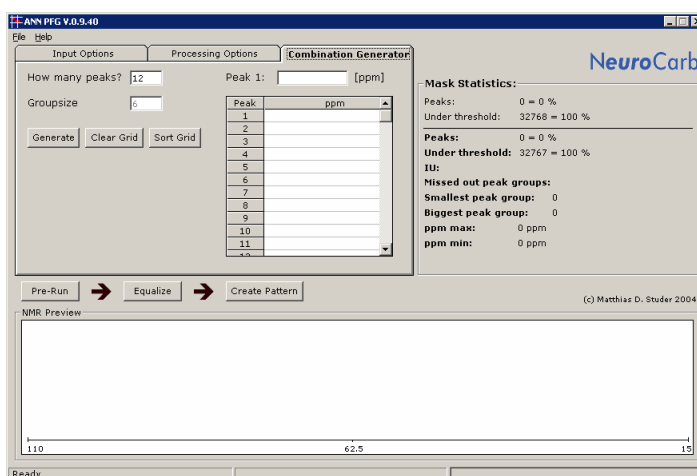 ANN PFG V.0.9.40
File Help
Input Options Processing Options Combination Generator
NeuroCarb
How many peaks? 12 Peak 1: [ppm]
Groupsize 6
Generate Clear Grid Sort Grid
Peak ppm
1
2
3
4
5
6
7
8
9
10
11
12
Mask Statistics:
Peaks: 0 = 0 %
Under threshold: 32768 = 100 %
Peaks: 0 = 0 %
Under threshold: 32767 = 100 %
IU:
Missed out peak groups:
Smallest peak group: 0
Biggest peak group: 0
ppm max: 0 ppm
ppm min: 0 ppm
Pre-Run Equalize Create Pattern
(c) Matthias D. Studer 2004
NMR Preview
110 62.5 15
Ready